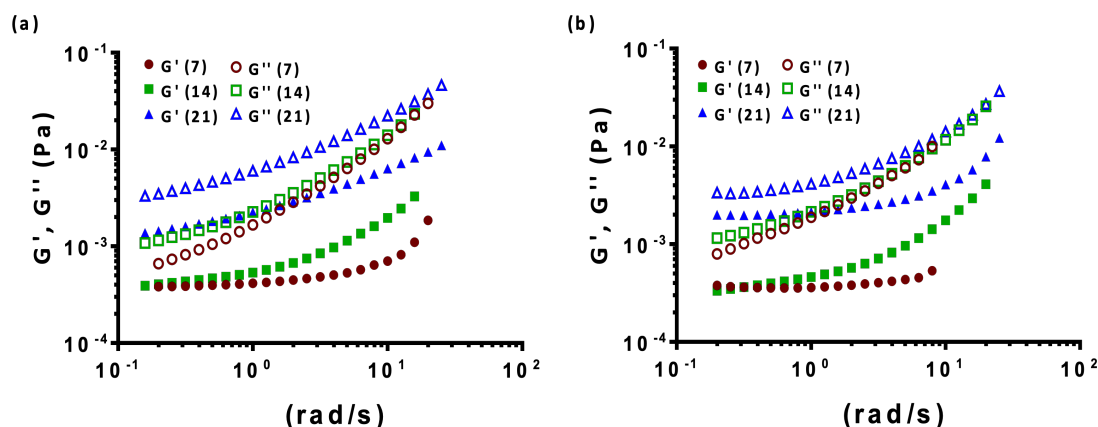 (a)
10⁻¹
10⁻²
10⁻³
10⁻⁴
G', G'' (Pa)
G' (7) G'' (7)
G' (14) G'' (14)
G' (21) G'' (21)
10⁻¹ 10⁰ 10¹ 10²
(rad/s)
(b)
10⁻¹
10⁻²
10⁻³
10⁻⁴
G', G'' (Pa)
G' (7) G'' (7)
G' (14) G'' (14)
G' (21) G'' (21)
10⁻¹ 10⁰ 10¹ 10²
(rad/s)